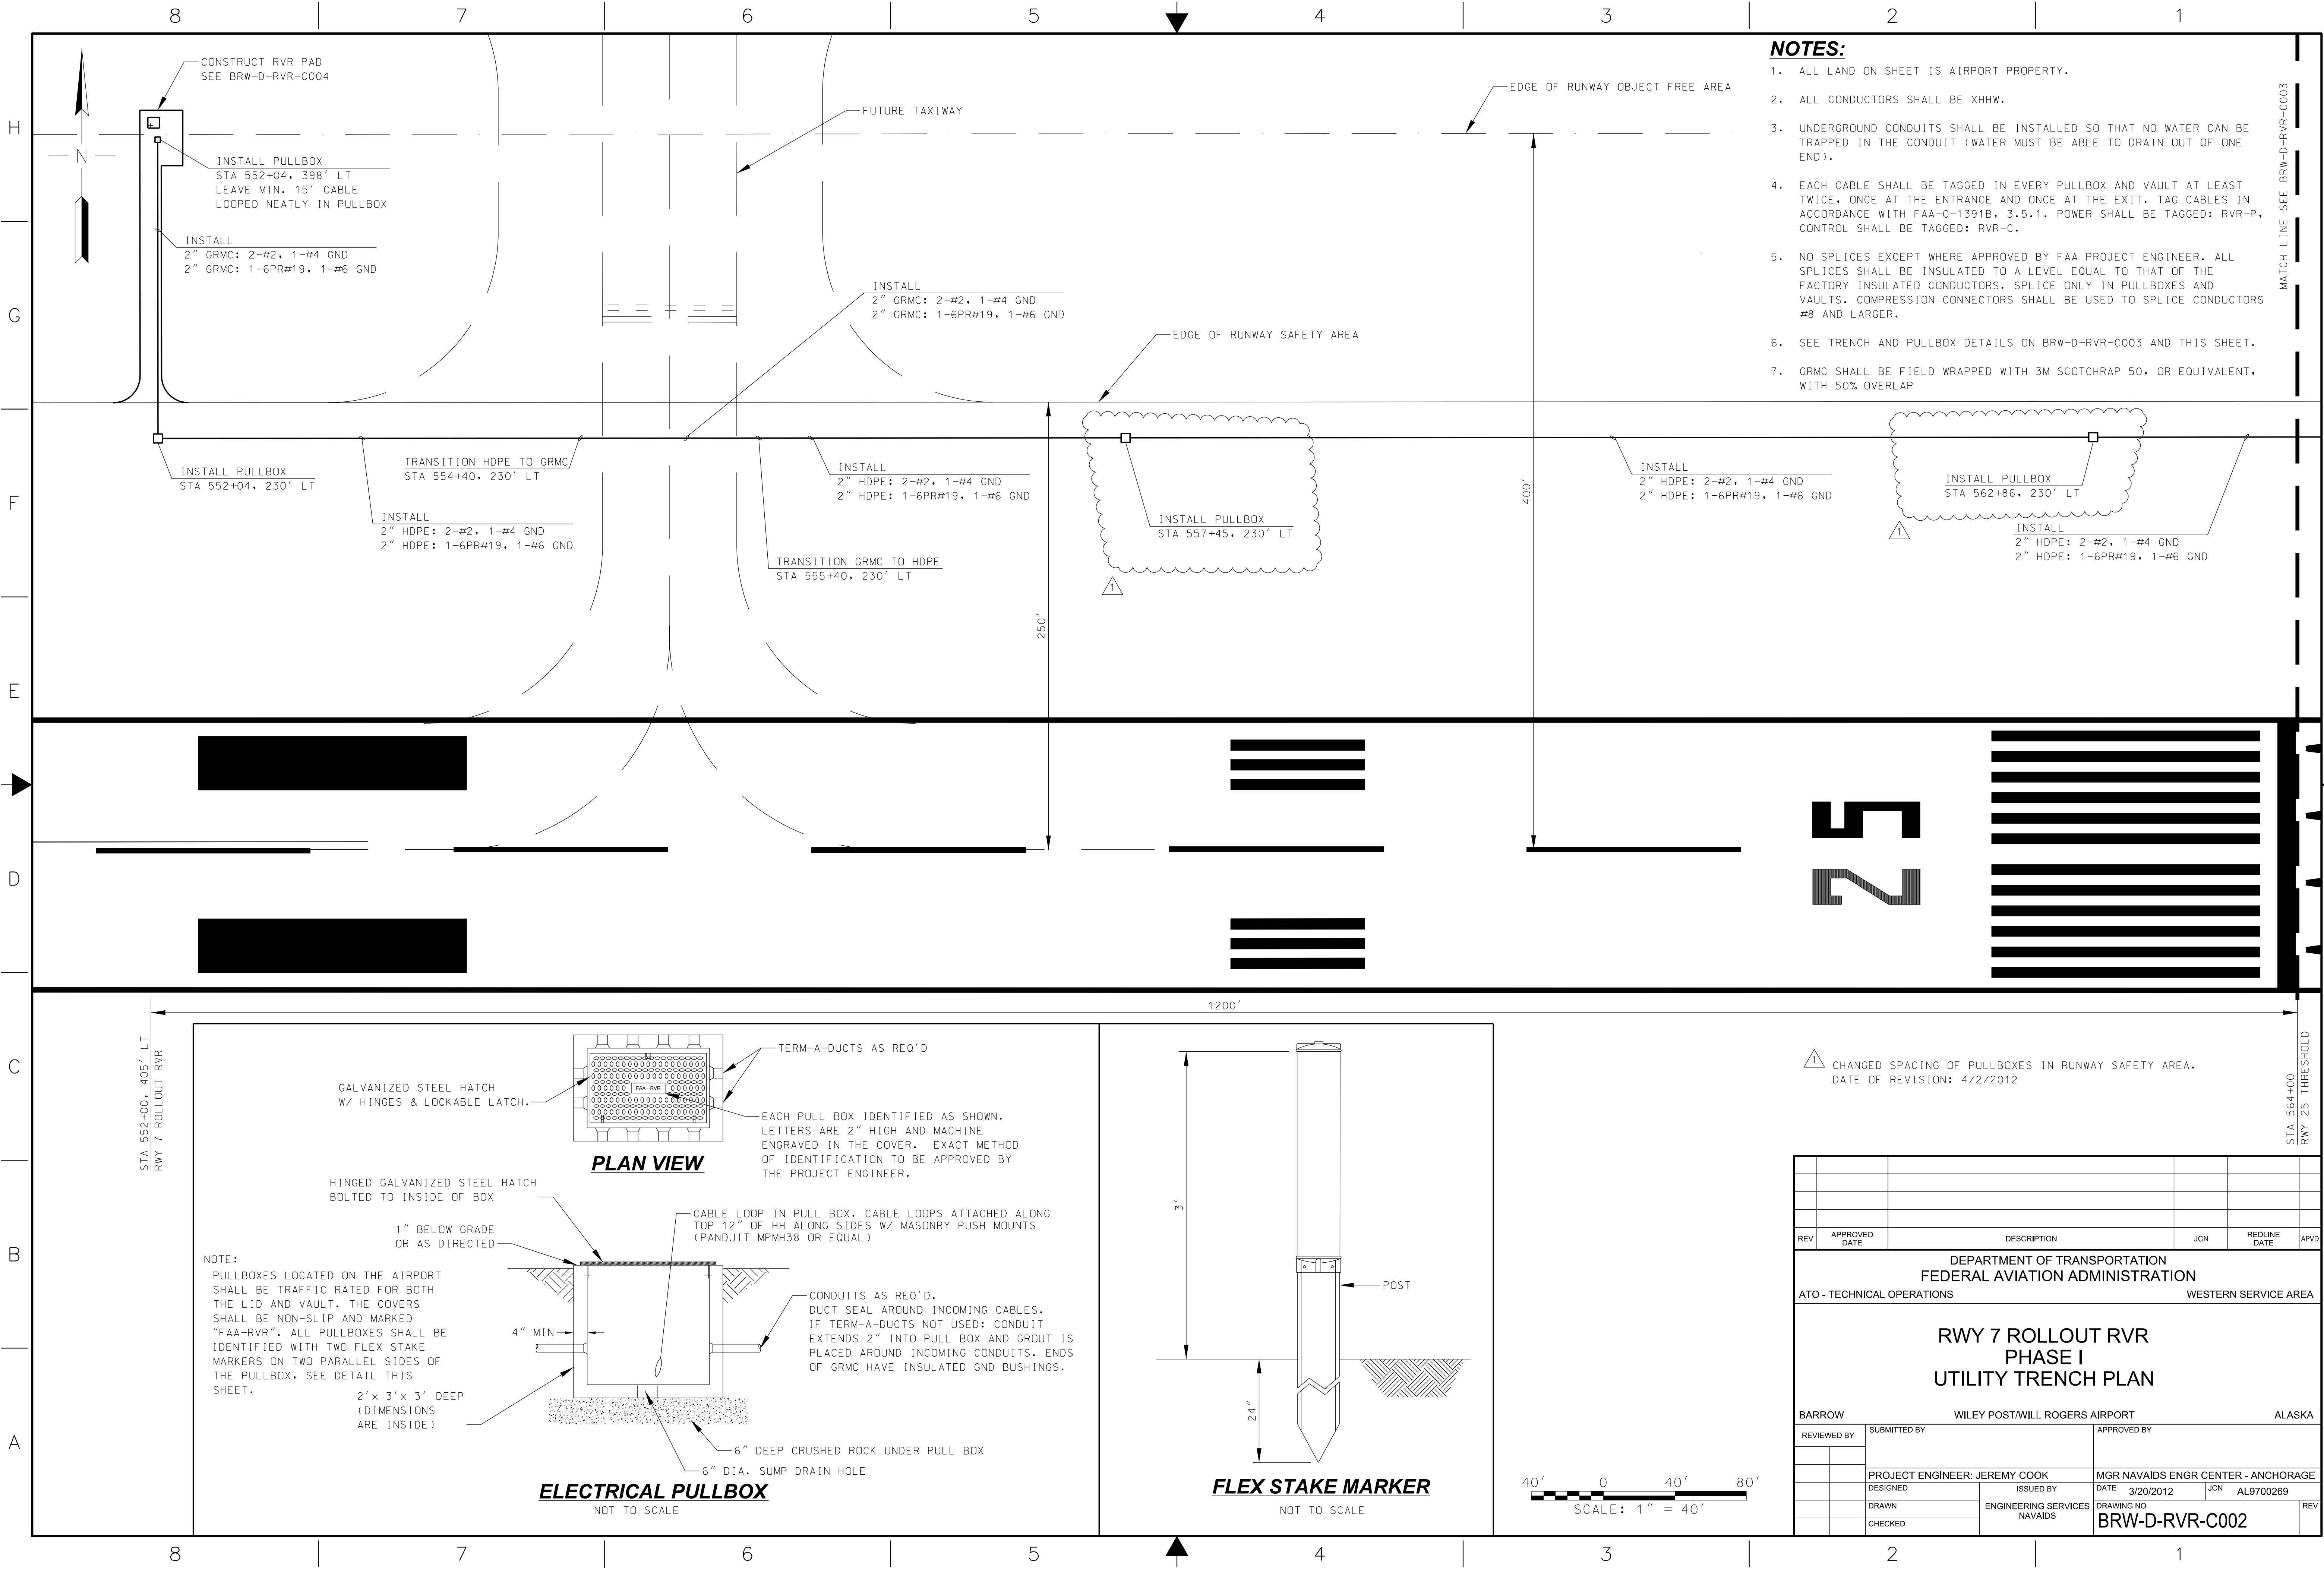 8 7 6 5 4 3 2 1
H
G
F
E
D
C
B
A
CONSTRUCT RVR PAD
SEE BRW-D-RVR-C004
N
INSTALL PULLBOX
STA 552+04, 398' LT
LEAVE MIN. 15' CABLE
LOOPED NEATLY IN PULLBOX
INSTALL
2" GRMC: 2-#2, 1-#4 GND
2" GRMC: 1-6PR#19, 1-#6 GND
FUTURE TAXIWAY
EDGE OF RUNWAY OBJECT FREE AREA
INSTALL
2" GRMC: 2-#2, 1-#4 GND
2" GRMC: 1-6PR#19, 1-#6 GND
EDGE OF RUNWAY SAFETY AREA
NOTES:
1. ALL LAND ON SHEET IS AIRPORT PROPERTY.
2. ALL CONDUCTORS SHALL BE XHHW.
3. UNDERGROUND CONDUITS SHALL BE INSTALLED SO THAT NO WATER CAN BE
TRAPPED IN THE CONDUIT (WATER MUST BE ABLE TO DRAIN OUT OF ONE
END).
4. EACH CABLE SHALL BE TAGGED IN EVERY PULLBOX AND VAULT AT LEAST
TWICE, ONCE AT THE ENTRANCE AND ONCE AT THE EXIT. TAG CABLES IN
ACCORDANCE WITH FAA-C-1391B, 3.5.1. POWER SHALL BE TAGGED: RVR-P,
CONTROL SHALL BE TAGGED: RVR-C.
5. NO SPLICES EXCEPT WHERE APPROVED BY FAA PROJECT ENGINEER. ALL
SPLICES SHALL BE INSULATED TO A LEVEL EQUAL TO THAT OF THE
FACTORY INSULATED CONDUCTORS. SPLICE ONLY IN PULLBOXES AND
VAULTS. COMPRESSION CONNECTORS SHALL BE USED TO SPLICE CONDUCTORS
#8 AND LARGER.
6. SEE TRENCH AND PULLBOX DETAILS ON BRW-D-RVR-C003 AND THIS SHEET.
7. GRMC SHALL BE FIELD WRAPPED WITH 3M SCOTCHRAP 50, OR EQUIVALENT,
WITH 50% OVERLAP
MATCH LINE SEE BRW-D-RVR-C003
INSTALL PULLBOX
STA 552+04, 230' LT
TRANSITION HDPE TO GRMC
STA 554+40, 230' LT
INSTALL
2" HDPE: 2-#2, 1-#4 GND
2" HDPE: 1-6PR#19, 1-#6 GND
INSTALL
2" HDPE: 2-#2, 1-#4 GND
2" HDPE: 1-6PR#19, 1-#6 GND
TRANSITION GRMC TO HDPE
STA 555+40, 230' LT
250'
INSTALL PULLBOX
STA 557+45, 230' LT
1
400'
INSTALL
2" HDPE: 2-#2, 1-#4 GND
2" HDPE: 1-6PR#19, 1-#6 GND
INSTALL PULLBOX
STA 562+86, 230' LT
1
INSTALL
2" HDPE: 2-#2, 1-#4 GND
2" HDPE: 1-6PR#19, 1-#6 GND
25
1200'
STA 552+00, 405' LT
RWY 7 ROLLOUT RVR
STA 564+00
RWY 25 THRESHOLD
TERM-A-DUCTS AS REQ'D
GALVANIZED STEEL HATCH
W/ HINGES & LOCKABLE LATCH.
FAA - RVR
EACH PULL BOX IDENTIFIED AS SHOWN.
LETTERS ARE 2" HIGH AND MACHINE
ENGRAVED IN THE COVER. EXACT METHOD
OF IDENTIFICATION TO BE APPROVED BY
THE PROJECT ENGINEER.
PLAN VIEW
HINGED GALVANIZED STEEL HATCH
BOLTED TO INSIDE OF BOX
1" BELOW GRADE
OR AS DIRECTED
CABLE LOOP IN PULL BOX. CABLE LOOPS ATTACHED ALONG
TOP 12" OF HH ALONG SIDES W/ MASONRY PUSH MOUNTS
(PANDUIT MPMH38 OR EQUAL)
NOTE:
PULLBOXES LOCATED ON THE AIRPORT
SHALL BE TRAFFIC RATED FOR BOTH
THE LID AND VAULT. THE COVERS
SHALL BE NON-SLIP AND MARKED
"FAA-RVR". ALL PULLBOXES SHALL BE
IDENTIFIED WITH TWO FLEX STAKE
MARKERS ON TWO PARALLEL SIDES OF
THE PULLBOX, SEE DETAIL THIS
SHEET.
4" MIN
2'x 3'x 3' DEEP
(DIMENSIONS
ARE INSIDE)
CONDUITS AS REQ'D.
DUCT SEAL AROUND INCOMING CABLES.
IF TERM-A-DUCTS NOT USED: CONDUIT
EXTENDS 2" INTO PULL BOX AND GROUT IS
PLACED AROUND INCOMING CONDUITS. ENDS
OF GRMC HAVE INSULATED GND BUSHINGS.
6" DEEP CRUSHED ROCK UNDER PULL BOX
6" DIA. SUMP DRAIN HOLE
ELECTRICAL PULLBOX
NOT TO SCALE
3'
POST
24"
FLEX STAKE MARKER
NOT TO SCALE
40' 0 40' 80'
SCALE: 1" = 40'
1 CHANGED SPACING OF PULLBOXES IN RUNWAY SAFETY AREA.
DATE OF REVISION: 4/2/2012
REV APPROVED DATE DESCRIPTION JCN REDLINE DATE APVD
DEPARTMENT OF TRANSPORTATION
FEDERAL AVIATION ADMINISTRATION
ATO - TECHNICAL OPERATIONS WESTERN SERVICE AREA
RWY 7 ROLLOUT RVR
PHASE I
UTILITY TRENCH PLAN
BARROW WILEY POST/WILL ROGERS AIRPORT ALASKA
REVIEWED BY SUBMITTED BY APPROVED BY
PROJECT ENGINEER: JEREMY COOK MGR NAVAIDS ENGR CENTER - ANCHORAGE
DESIGNED ISSUED BY DATE 3/20/2012 JCN AL9700269
DRAWN ENGINEERING SERVICES DRAWING NO REV
NAVAIDS
CHECKED BRW-D-RVR-C002
8 7 6 5 4 3 2 1